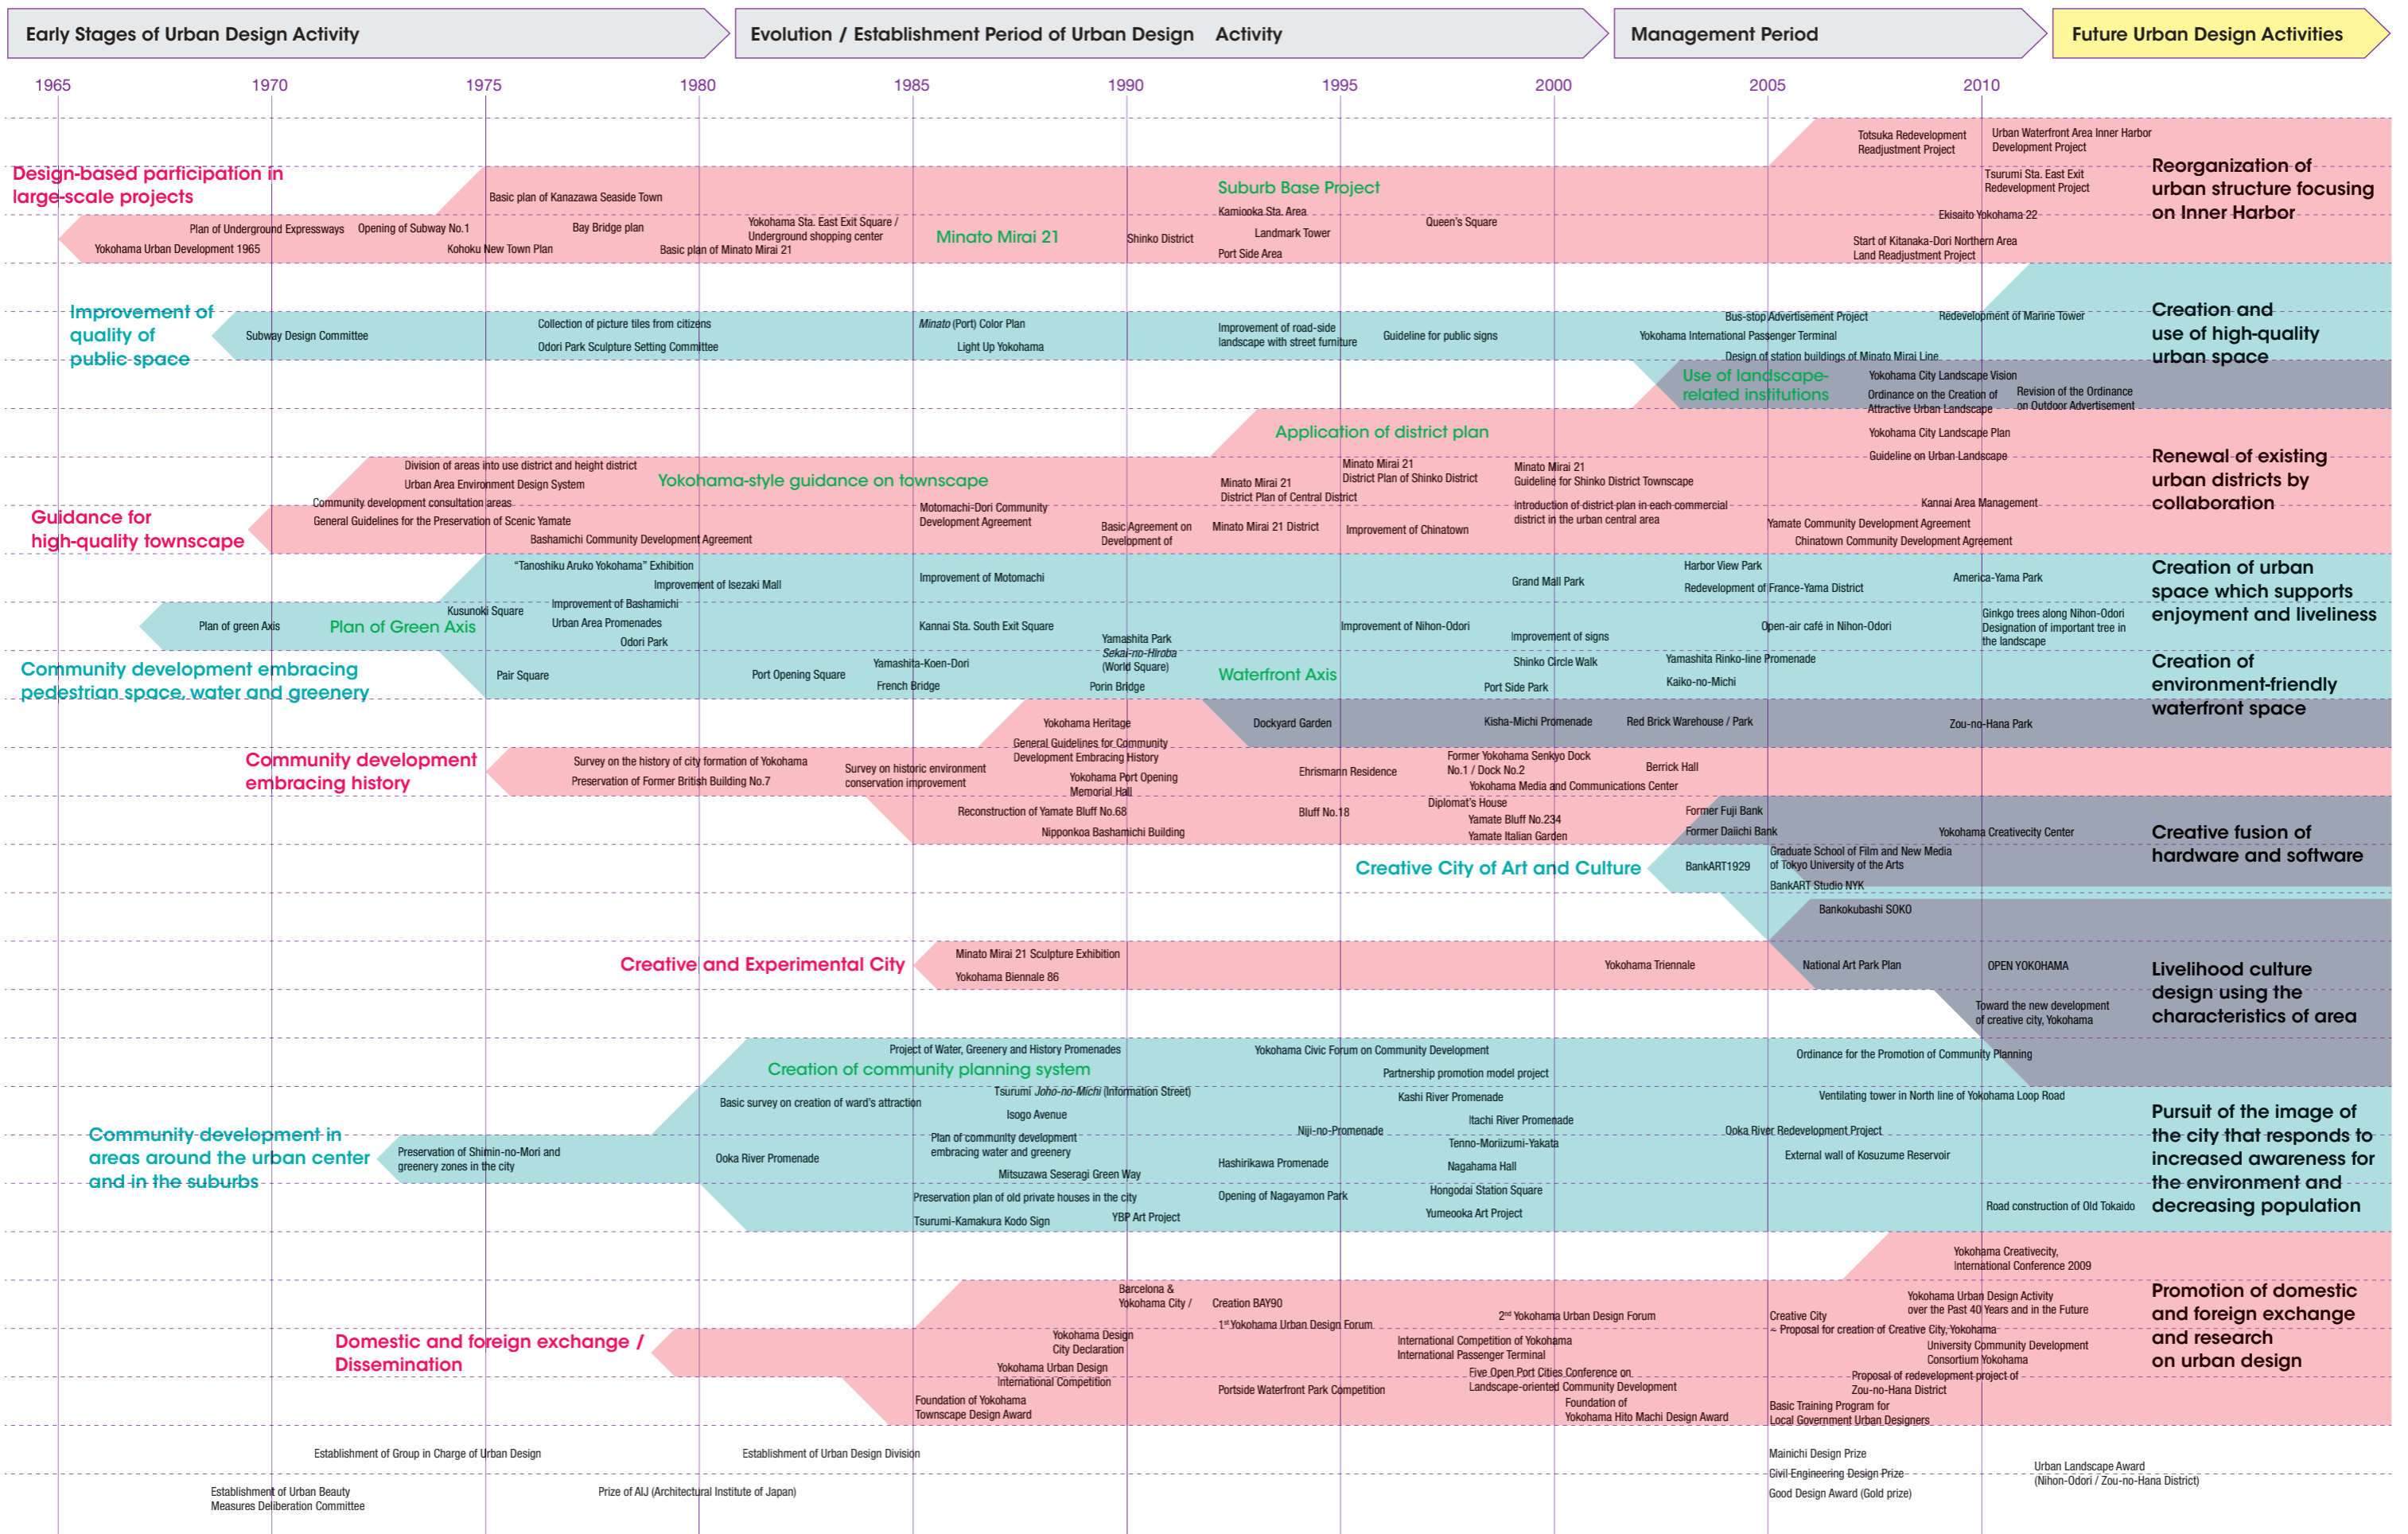 Early Stages of Urban Design Activity
Evolution / Establishment Period of Urban Design Activity
Management Period
Future Urban Design Activities
1965
1970
1975
1980
1985
1990
1995
2000
2005
2010
Design-based participation in
large-scale projects
Plan of Underground Expressways
Yokohama Urban Development 1965
Opening of Subway No.1
Kohoku New Town Plan
Basic plan of Kanazawa Seaside Town
Bay Bridge plan
Basic plan of Minato Mirai 21
Yokohama Sta. East Exit Square /
Underground shopping center
Minato Mirai 21
Shinko District
Suburb Base Project
Kamiooka Sta. Area
Landmark Tower
Port Side Area
Queen's Square
Totsuka Redevelopment
Readjustment Project
Urban Waterfront Area Inner Harbor
Development Project
Tsurumi Sta. East Exit
Redevelopment Project
Ekisaito Yokohama 22
Start of Kitanaka-Dori Northern Area
Land Readjustment Project
Reorganization of
urban structure focusing
on Inner Harbor
Improvement of
quality of
public space
Subway Design Committee
Collection of picture tiles from citizens
Odori Park Sculpture Setting Committee
Minato (Port) Color Plan
Light Up Yokohama
Improvement of road-side
landscape with street furniture
Guideline for public signs
Bus-stop Advertisement Project
Yokohama International Passenger Terminal
Design of station buildings of Minato Mirai Line
Redevelopment of Marine Tower
Creation and
use of high-quality
urban space
Use of landscape-
related institutions
Yokohama City Landscape Vision
Ordinance on the Creation of
Attractive Urban Landscape
Revision of the Ordinance
on Outdoor Advertisement
Application of district plan
Yokohama City Landscape Plan
Guideline on Urban Landscape
Guidance for
high-quality townscape
Division of areas into use district and height district
Urban Area Environment Design System
Community development consultation areas
General Guidelines for the Preservation of Scenic Yamate
Bashamichi Community Development Agreement
Yokohama-style guidance on townscape
Motomachi-Dori Community
Development Agreement
Basic Agreement on
Development of
Minato Mirai 21
District Plan of Central District
Minato Mirai 21 District
Minato Mirai 21
District Plan of Shinko District
Improvement of Chinatown
Minato Mirai 21
Guideline for Shinko District Townscape
Introduction of district plan in each commercial
district in the urban central area
Kannai Area Management
Yamate Community Development Agreement
Chinatown Community Development Agreement
Renewal of existing
urban districts by
collaboration
"Tanoshiku Aruko Yokohama" Exhibition
Improvement of Isezaki Mall
Improvement of Motomachi
Grand Mall Park
Harbor View Park
Redevelopment of France-Yama District
America-Yama Park
Creation of urban
space which supports
enjoyment and liveliness
Plan of green Axis
Plan of Green Axis
Kusunoki Square
Improvement of Bashamichi
Urban Area Promenades
Odori Park
Kannai Sta. South Exit Square
Yamashita Park
Sekai-no-Hiroba
(World Square)
Improvement of Nihon-Odori
Improvement of signs
Open-air café in Nihon-Odori
Ginkgo trees along Nihon-Odori
Designation of important tree in
the landscape
Community development embracing
pedestrian space, water and greenery
Pair Square
Port Opening Square
Yamashita-Koen-Dori
French Bridge
Porin Bridge
Waterfront Axis
Shinko Circle Walk
Port Side Park
Yamashita Rinko-line Promenade
Kaiko-no-Michi
Creation of
environment-friendly
waterfront space
Yokohama Heritage
Dockyard Garden
Kisha-Michi Promenade
Red Brick Warehouse / Park
Zou-no-Hana Park
Community development
embracing history
Survey on the history of city formation of Yokohama
Preservation of Former British Building No.7
Survey on historic environment
conservation improvement
General Guidelines for Community
Development Embracing History
Yokohama Port Opening
Memorial Hall
Ehrismann Residence
Former Yokohama Senkyo Dock
No.1 / Dock No.2
Yokohama Media and Communications Center
Berrick Hall
Reconstruction of Yamate Bluff No.68
Nipponkoa Bashamichi Building
Bluff No.18
Diplomat's House
Yamate Bluff No.234
Yamate Italian Garden
Former Fuji Bank
Former Daiichi Bank
Yokohama Creativecity Center
Creative fusion of
hardware and software
Creative City of Art and Culture
BankART1929
Graduate School of Film and New Media
of Tokyo University of the Arts
BankART Studio NYK
Bankokubashi SOKO
Creative and Experimental City
Minato Mirai 21 Sculpture Exhibition
Yokohama Biennale 86
Yokohama Triennale
National Art Park Plan
OPEN YOKOHAMA
Toward the new development
of creative city, Yokohama
Livelihood culture
design using the
characteristics of area
Project of Water, Greenery and History Promenades
Creation of community planning system
Yokohama Civic Forum on Community Development
Partnership promotion model project
Ordinance for the Promotion of Community Planning
Community development in
areas around the urban center
and in the suburbs
Preservation of Shimin-no-Mori and
greenery zones in the city
Basic survey on creation of ward's attraction
Ooka River Promenade
Tsurumi Joho-no-Michi (Information Street)
Isogo Avenue
Plan of community development
embracing water and greenery
Mitsuzawa Seseragi Green Way
Preservation plan of old private houses in the city
Tsurumi-Kamakura Kodo Sign
YBP Art Project
Niji-no-Promenade
Hashirikawa Promenade
Opening of Nagayamon Park
Kashi River Promenade
Itachi River Promenade
Tenno-Moriizumi-Yakata
Nagahama Hall
Hongodai Station Square
Yumeooka Art Project
Ventilating tower in North line of Yokohama Loop Road
Ooka River Redevelopment Project
External wall of Kosuzume Reservoir
Road construction of Old Tokaido
Pursuit of the image of
the city that responds to
increased awareness for
the environment and
decreasing population
Domestic and foreign exchange /
Dissemination
Barcelona &
Yokohama City /
Creation BAY90
1st Yokohama Urban Design Forum
Yokohama Design
City Declaration
Yokohama Urban Design
International Competition
Foundation of Yokohama
Townscape Design Award
Portside Waterfront Park Competition
2nd Yokohama Urban Design Forum
International Competition of Yokohama
International Passenger Terminal
Five Open Port Cities Conference on
Landscape-oriented Community Development
Foundation of
Yokohama Hito Machi Design Award
Yokohama Creativecity,
International Conference 2009
Yokohama Urban Design Activity
over the Past 40 Years and in the Future
Creative City
~ Proposal for creation of Creative City, Yokohama
University Community Development
Consortium Yokohama
Proposal of redevelopment project of
Zou-no-Hana District
Basic Training Program for
Local Government Urban Designers
Promotion of domestic
and foreign exchange
and research
on urban design
Establishment of Group in Charge of Urban Design
Establishment of Urban Design Division
Establishment of Urban Beauty
Measures Deliberation Committee
Prize of AIJ (Architectural Institute of Japan)
Mainichi Design Prize
Civil Engineering Design Prize
Good Design Award (Gold prize)
Urban Landscape Award
(Nihon-Odori / Zou-no-Hana District)